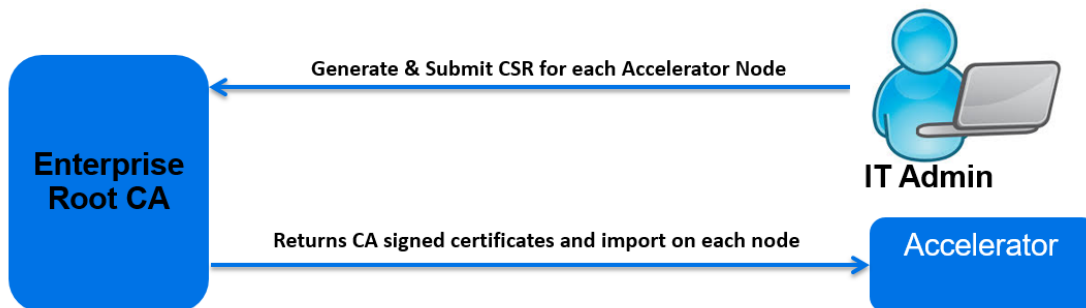 Generate & Submit CSR for each Accelerator Node
Enterprise
Root CA
IT Admin
Returns CA signed certificates and import on each node
Accelerator